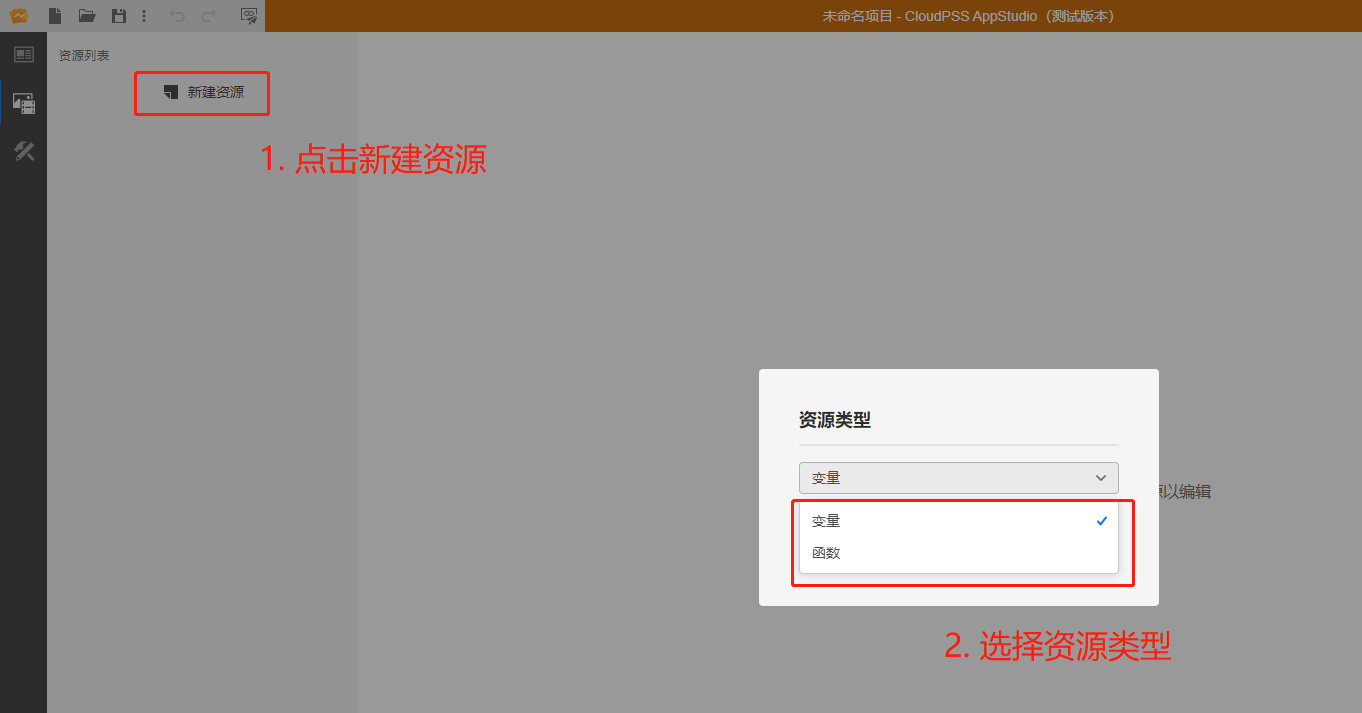 未命名项目 - CloudPSS AppStudio（测试版本）
资源列表
新建资源
1. 点击新建资源
资源类型
变量
以编辑
变量
函数
2. 选择资源类型